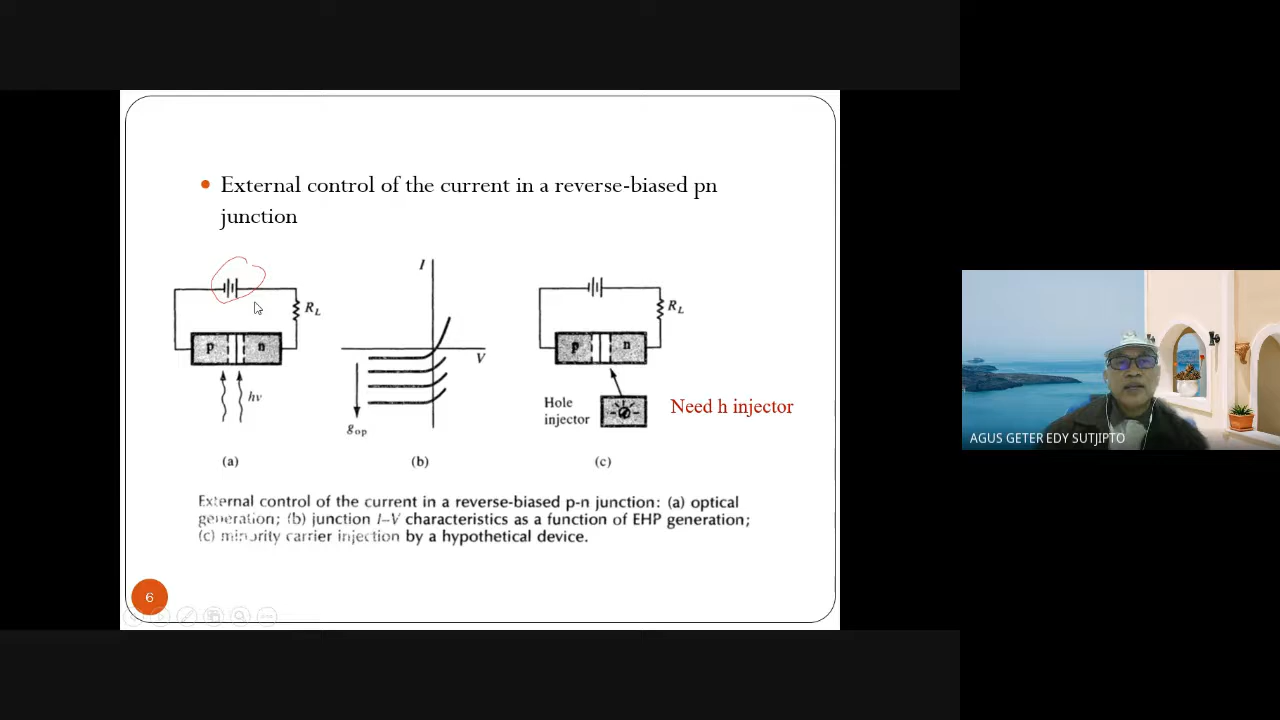 External control of the current in a reverse-biased pn
junction
I
R_L
R_L
p
n
V
p
n
hν
Hole
injector
Need h injector
g_op
(a)
(b)
(c)
External control of the current in a reverse-biased p-n junction: (a) optical
generation; (b) junction I–V characteristics as a function of EHP generation;
(c) minority carrier injection by a hypothetical device.
6
AGUS GETER EDY SUTJIPTO